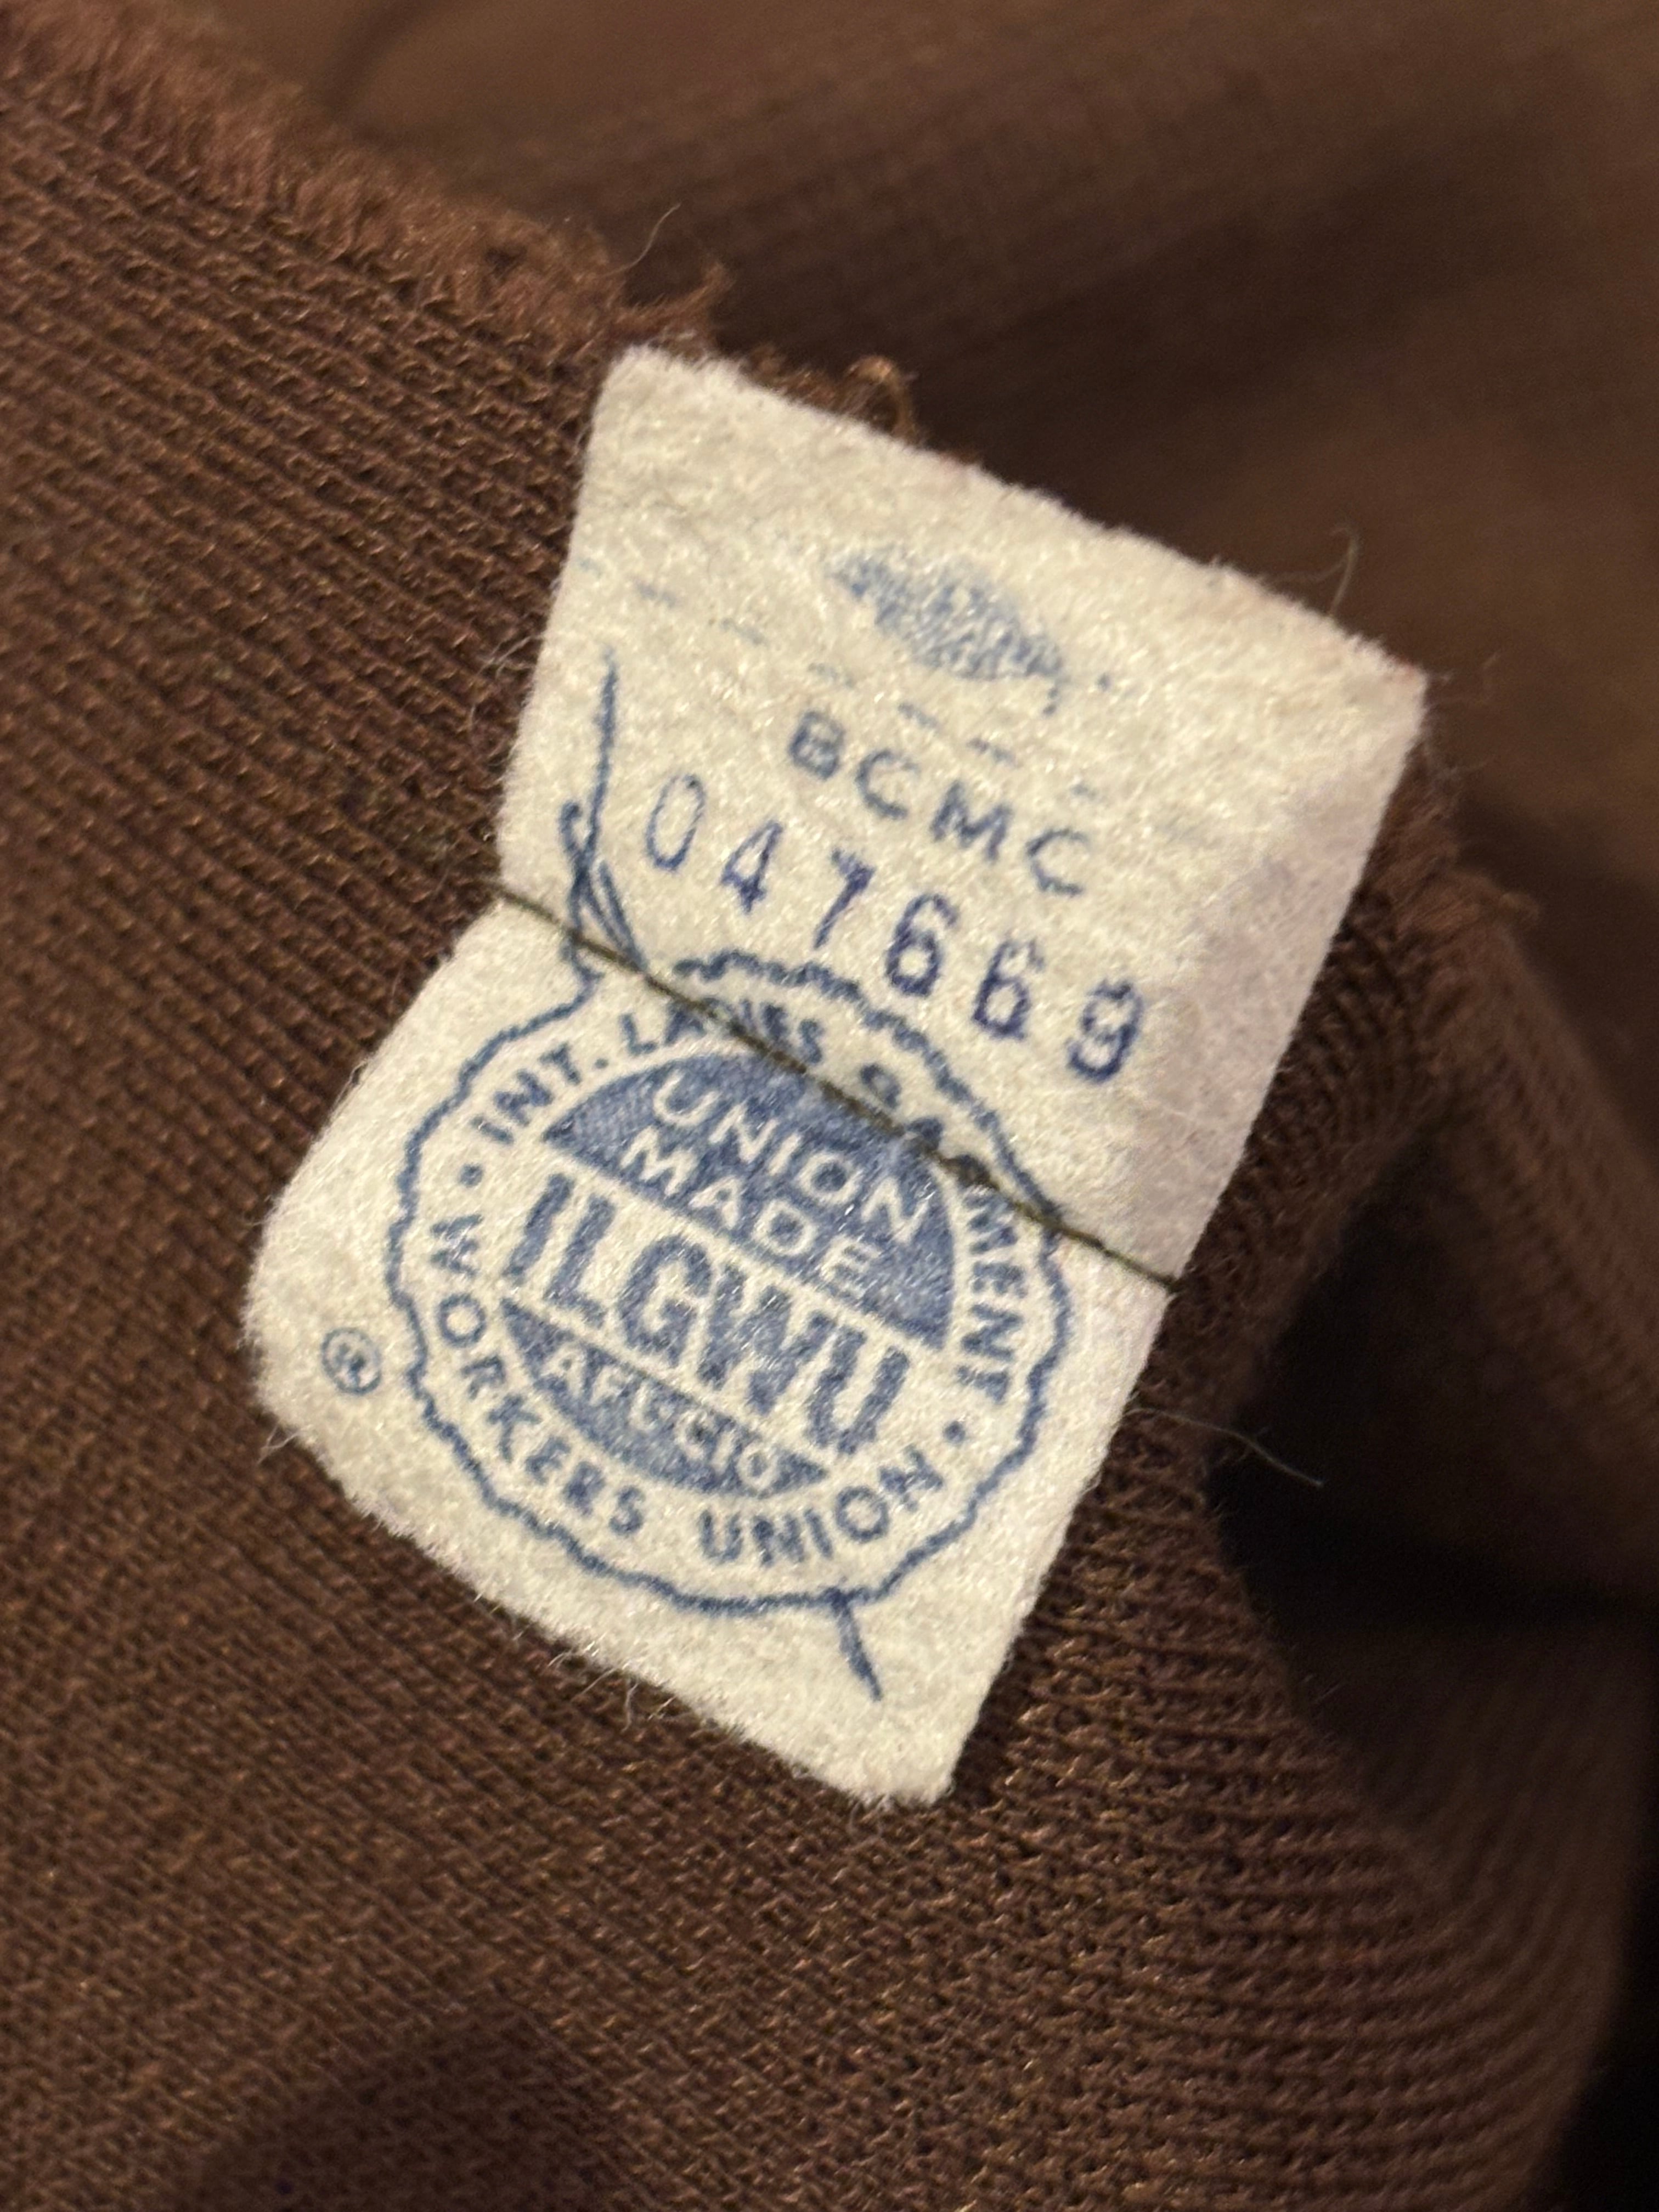 BCMC
047669
INT. LADIES GARMENT
UNION
MADE
ILGWU
AFL CIO
WORKERS UNION
®